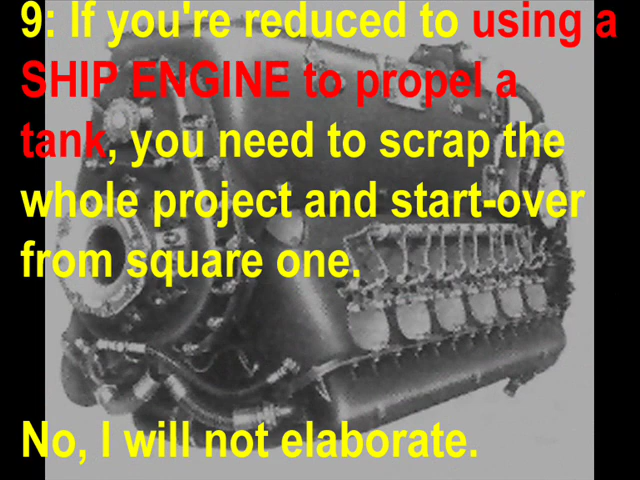 9: If you're reduced to using a
SHIP ENGINE to propel a
tank, you need to scrap the
whole project and start-over
from square one.
No, I will not elaborate.